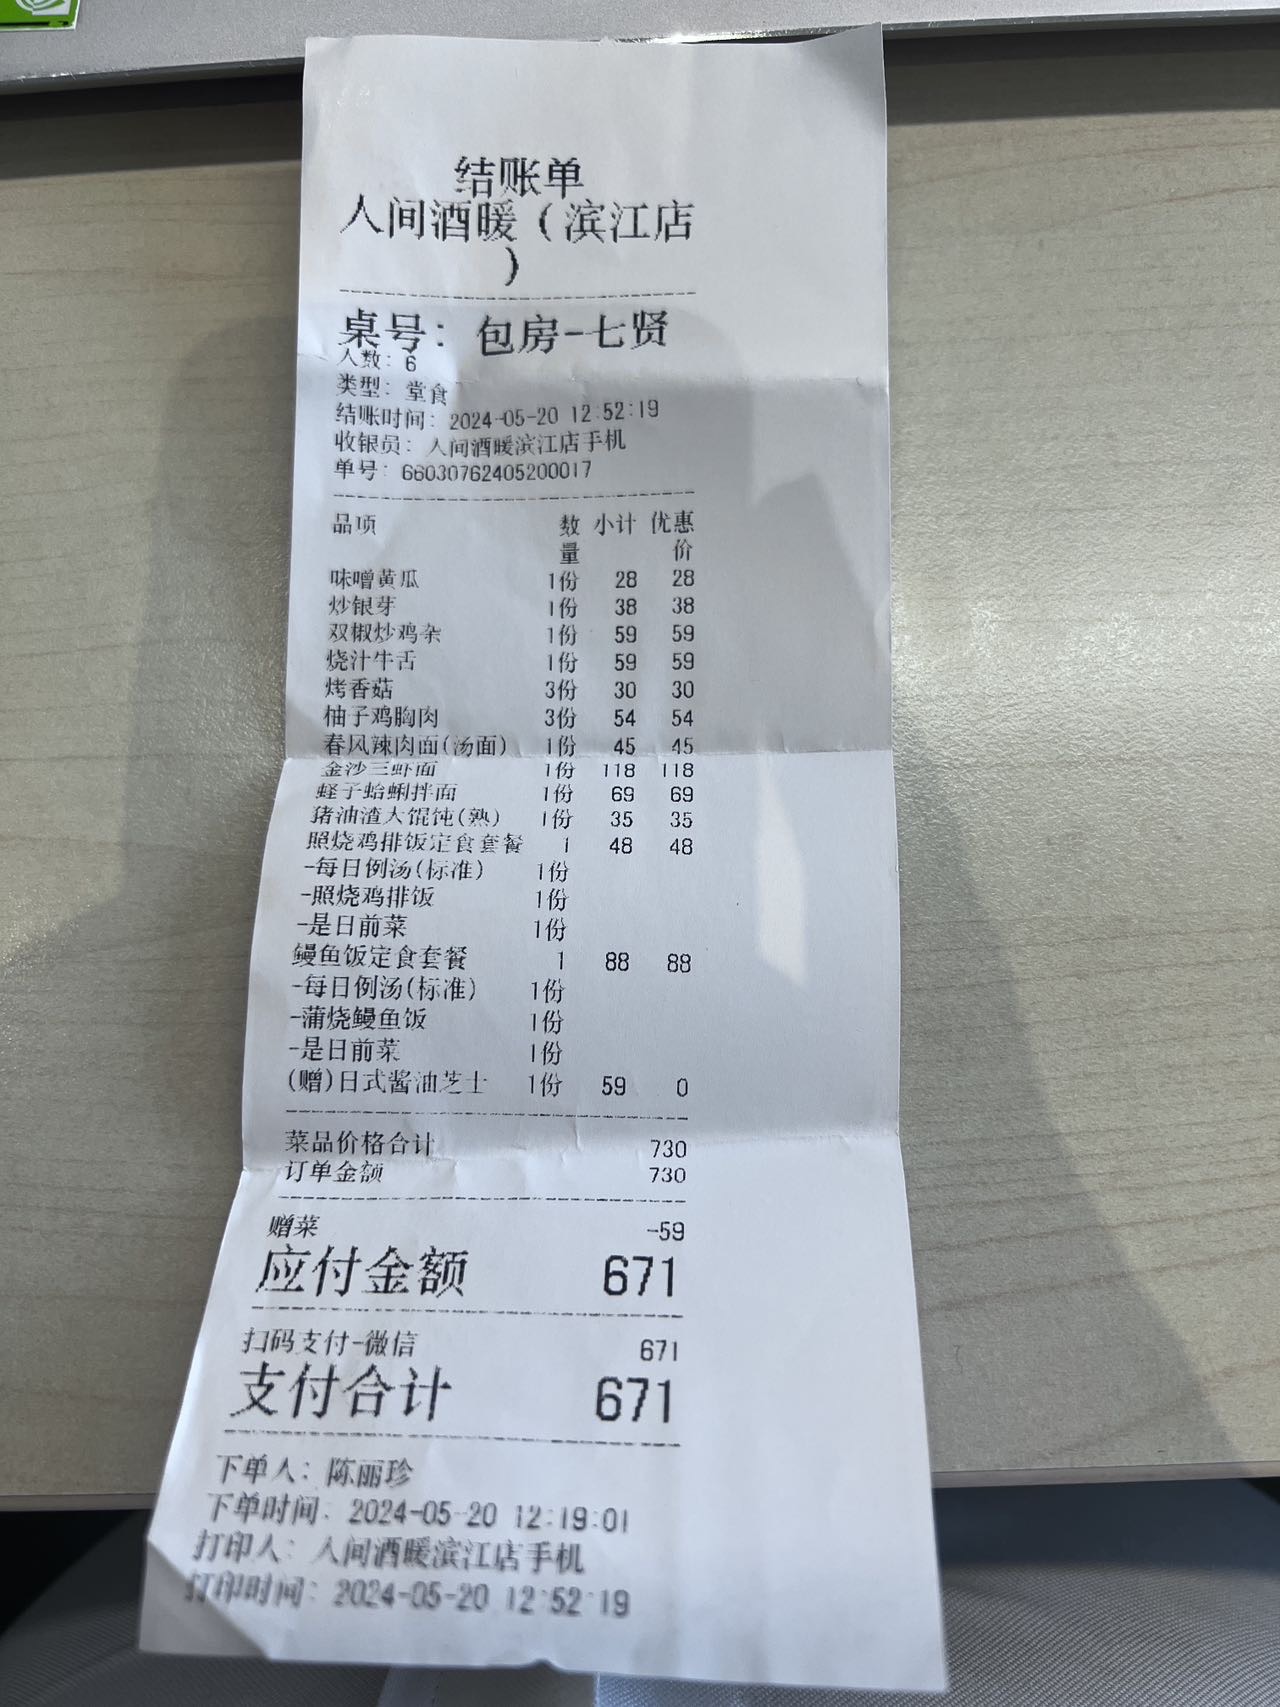 结账单
人间酒暖（滨江店
）
桌号： 包房-七贤
人数：6
类型：堂食
结账时间：2024-05-20 12:52:19
收银员：人间酒暖滨江店手机
单号：66030762405200017
品项 数量 小计 优惠价
味噌黄瓜 1份 28 28
炒银芽 1份 38 38
双椒炒鸡杂 1份 59 59
烧汁牛舌 1份 59 59
烤香菇 3份 30 30
柚子鸡胸肉 3份 54 54
春风辣肉面(汤面) 1份 45 45
金沙三虾面 1份 118 118
蛏子蛤蜊拌面 1份 69 69
猪油渣大馄饨(熟) 1份 35 35
照烧鸡排饭定食套餐 1 48 48
-每日例汤(标准) 1份
-照烧鸡排饭 1份
-是日前菜 1份
鳗鱼饭定食套餐 1 88 88
-每日例汤(标准) 1份
-蒲烧鳗鱼饭 1份
-是日前菜 1份
(赠)日式酱油芝士 1份 59 0
菜品价格合计 730
订单金额 730
赠菜 -59
应付金额 671
扫码支付-微信 671
支付合计 671
下单人：陈丽珍
下单时间：2024-05-20 12:19:01
打印人：人间酒暖滨江店手机
打印时间：2024-05-20 12:52:19